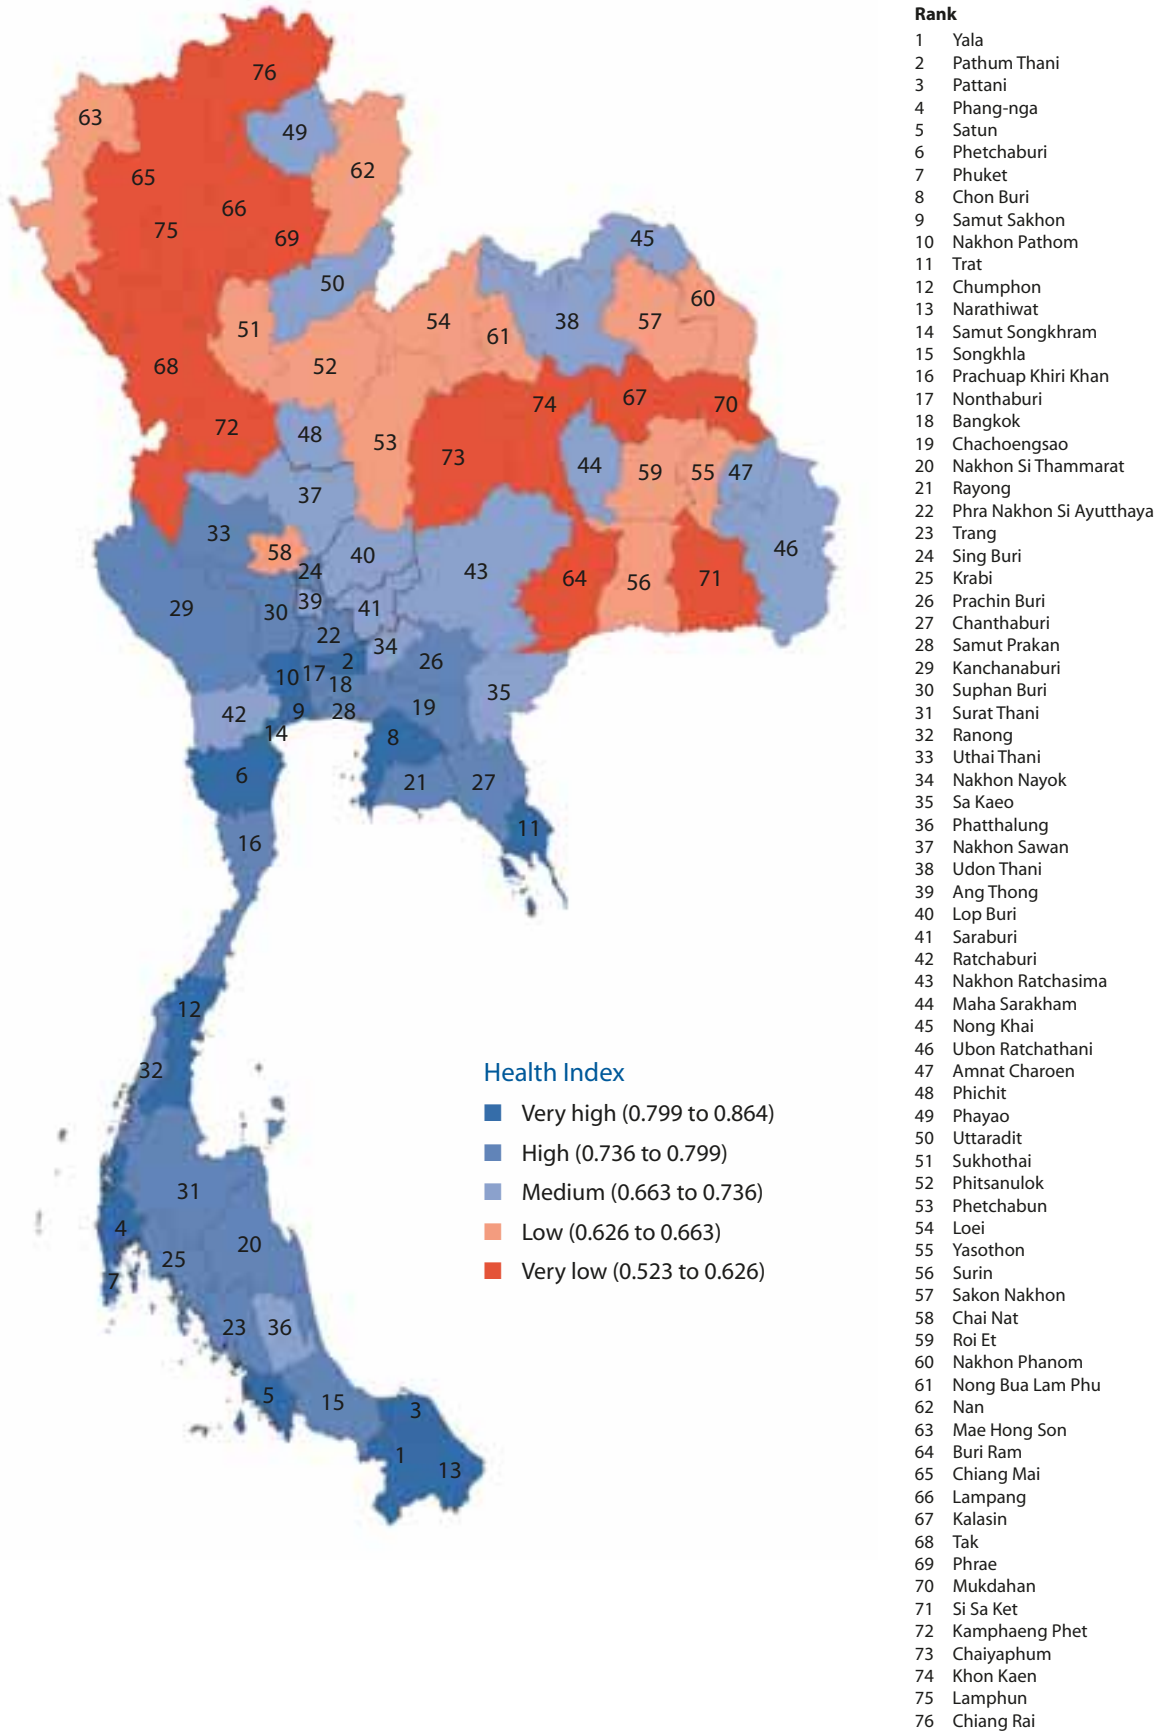 76
63
49
65
62
66
75
69
45
50
60
51
54
61
38
57
68
52
74
67
70
72
48
53
73
44
59
55
47
37
33
58
40
46
24
43
64
56
71
29
30
39
41
22
34
2
26
10
17
18
35
42
9
28
19
14
8
6
21
27
11
16
12
32
31
4
20
25
7
23
36
5
15
3
1
13
Health Index
Very high (0.799 to 0.864)
High (0.736 to 0.799)
Medium (0.663 to 0.736)
Low (0.626 to 0.663)
Very low (0.523 to 0.626)
Rank
1 Yala
2 Pathum Thani
3 Pattani
4 Phang-nga
5 Satun
6 Phetchaburi
7 Phuket
8 Chon Buri
9 Samut Sakhon
10 Nakhon Pathom
11 Trat
12 Chumphon
13 Narathiwat
14 Samut Songkhram
15 Songkhla
16 Prachuap Khiri Khan
17 Nonthaburi
18 Bangkok
19 Chachoengsao
20 Nakhon Si Thammarat
21 Rayong
22 Phra Nakhon Si Ayutthaya
23 Trang
24 Sing Buri
25 Krabi
26 Prachin Buri
27 Chanthaburi
28 Samut Prakan
29 Kanchanaburi
30 Suphan Buri
31 Surat Thani
32 Ranong
33 Uthai Thani
34 Nakhon Nayok
35 Sa Kaeo
36 Phatthalung
37 Nakhon Sawan
38 Udon Thani
39 Ang Thong
40 Lop Buri
41 Saraburi
42 Ratchaburi
43 Nakhon Ratchasima
44 Maha Sarakham
45 Nong Khai
46 Ubon Ratchathani
47 Amnat Charoen
48 Phichit
49 Phayao
50 Uttaradit
51 Sukhothai
52 Phitsanulok
53 Phetchabun
54 Loei
55 Yasothon
56 Surin
57 Sakon Nakhon
58 Chai Nat
59 Roi Et
60 Nakhon Phanom
61 Nong Bua Lam Phu
62 Nan
63 Mae Hong Son
64 Buri Ram
65 Chiang Mai
66 Lampang
67 Kalasin
68 Tak
69 Phrae
70 Mukdahan
71 Si Sa Ket
72 Kamphaeng Phet
73 Chaiyaphum
74 Khon Kaen
75 Lamphun
76 Chiang Rai